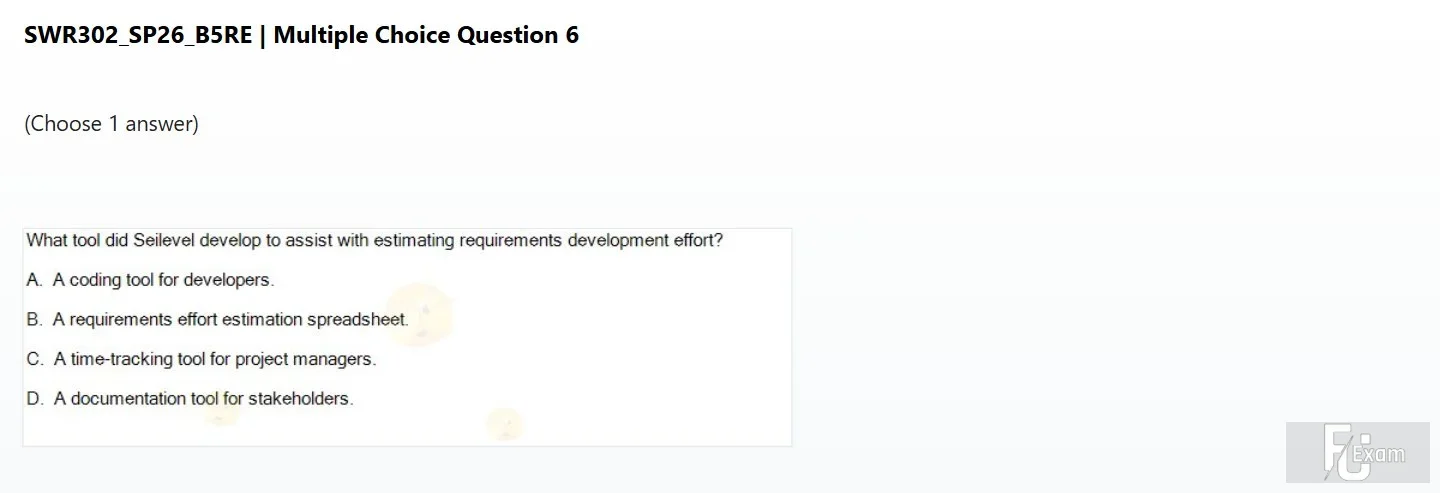 SWR302_SP26_B5RE | Multiple Choice Question 6
(Choose 1 answer)
What tool did Seilevel develop to assist with estimating requirements development effort?
A. A coding tool for developers.
B. A requirements effort estimation spreadsheet.
C. A time-tracking tool for project managers.
D. A documentation tool for stakeholders.
FU Exam